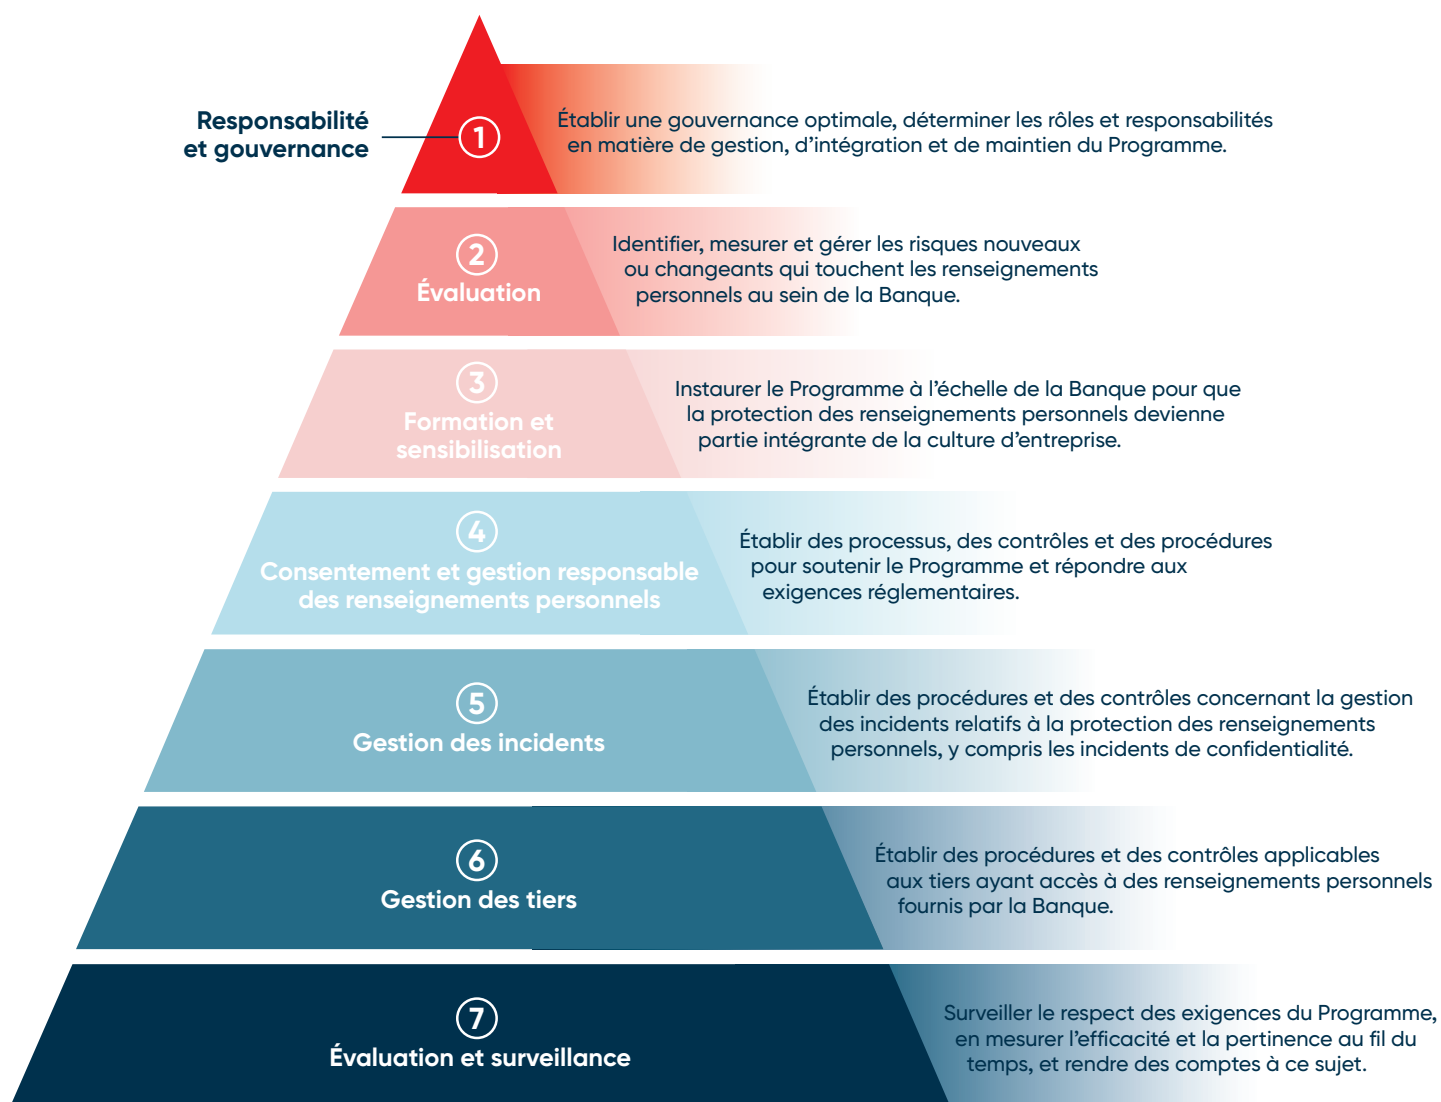 Responsabilité
et gouvernance
1
Établir une gouvernance optimale, déterminer les rôles et responsabilités
en matière de gestion, d’intégration et de maintien du Programme.
2
Évaluation
Identifier, mesurer et gérer les risques nouveaux
ou changeants qui touchent les renseignements
personnels au sein de la Banque.
3
Formation et
sensibilisation
Instaurer le Programme à l’échelle de la Banque pour que
la protection des renseignements personnels devienne
partie intégrante de la culture d’entreprise.
4
Consentement et gestion responsable
des renseignements personnels
Établir des processus, des contrôles et des procédures
pour soutenir le Programme et répondre aux
exigences réglementaires.
5
Gestion des incidents
Établir des procédures et des contrôles concernant la gestion
des incidents relatifs à la protection des renseignements
personnels, y compris les incidents de confidentialité.
6
Gestion des tiers
Établir des procédures et des contrôles applicables
aux tiers ayant accès à des renseignements personnels
fournis par la Banque.
7
Évaluation et surveillance
Surveiller le respect des exigences du Programme,
en mesurer l’efficacité et la pertinence au fil du
temps, et rendre des comptes à ce sujet.